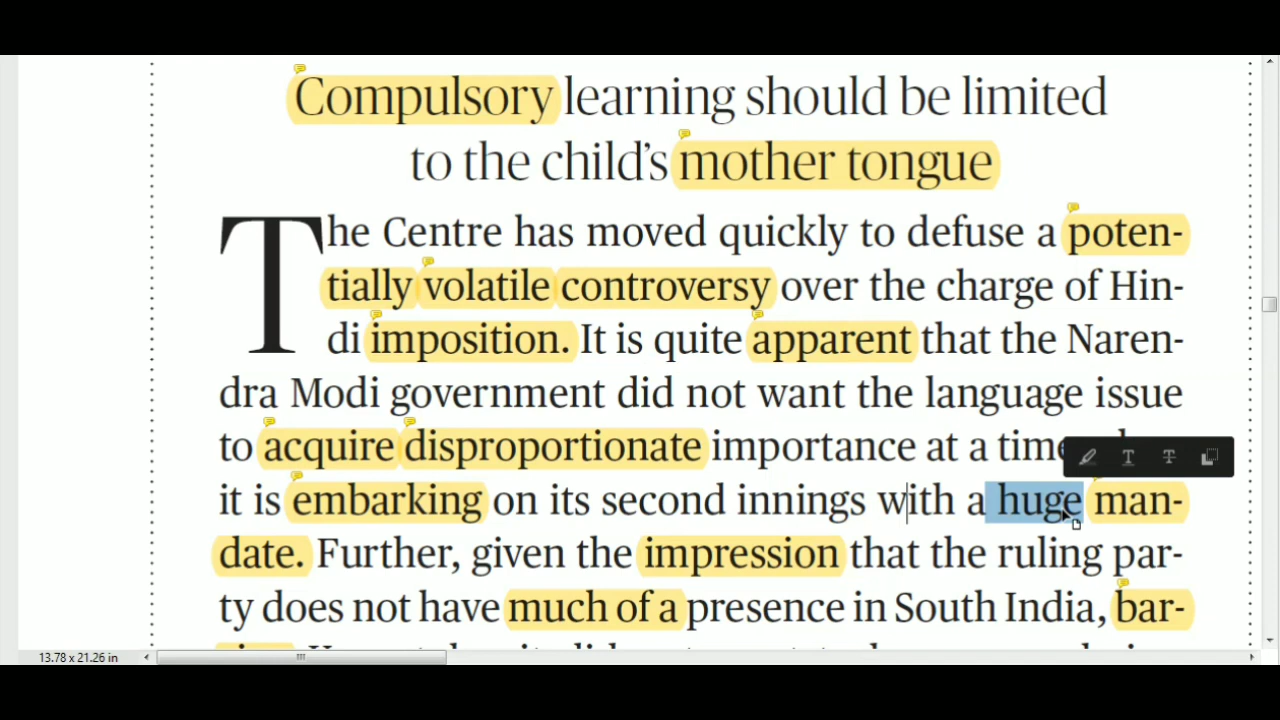 Compulsory learning should be limited
to the child's mother tongue
The Centre has moved quickly to defuse a poten-
tially volatile controversy over the charge of Hin-
di imposition. It is quite apparent that the Naren-
dra Modi government did not want the language issue
to acquire disproportionate importance at a time
it is embarking on its second innings with a huge man-
date. Further, given the impression that the ruling par-
ty does not have much of a presence in South India, bar-
13.78 x 21.26 in